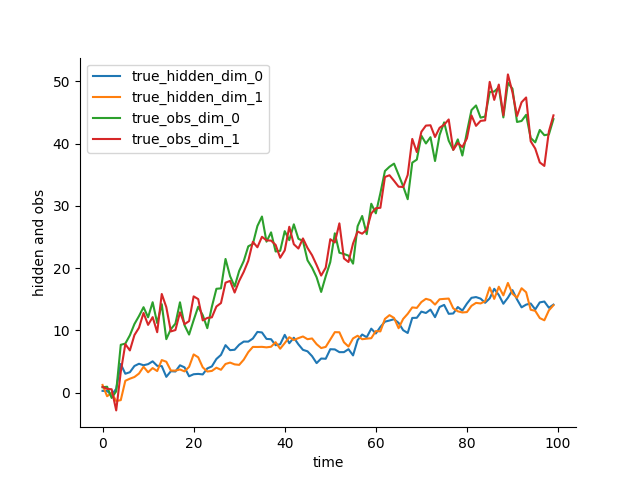 true_hidden_dim_0
true_hidden_dim_1
true_obs_dim_0
true_obs_dim_1
50
40
30
20
10
0
hidden and obs
0 20 40 60 80 100
time